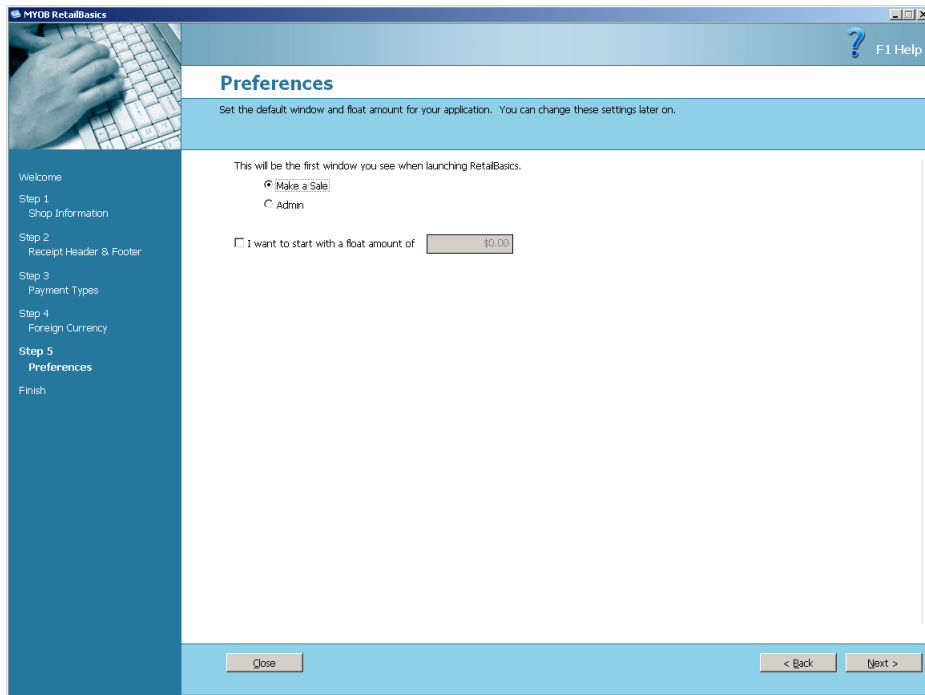 MYOB RetailBasics
F1 Help
Preferences
Set the default window and float amount for your application. You can change these settings later on.
Welcome
Step 1
Shop Information
Step 2
Receipt Header & Footer
Step 3
Payment Types
Step 4
Foreign Currency
Step 5
Preferences
Finish
This will be the first window you see when launching RetailBasics.
Make a Sale
Admin
I want to start with a float amount of $0.00
Close
< Back
Next >